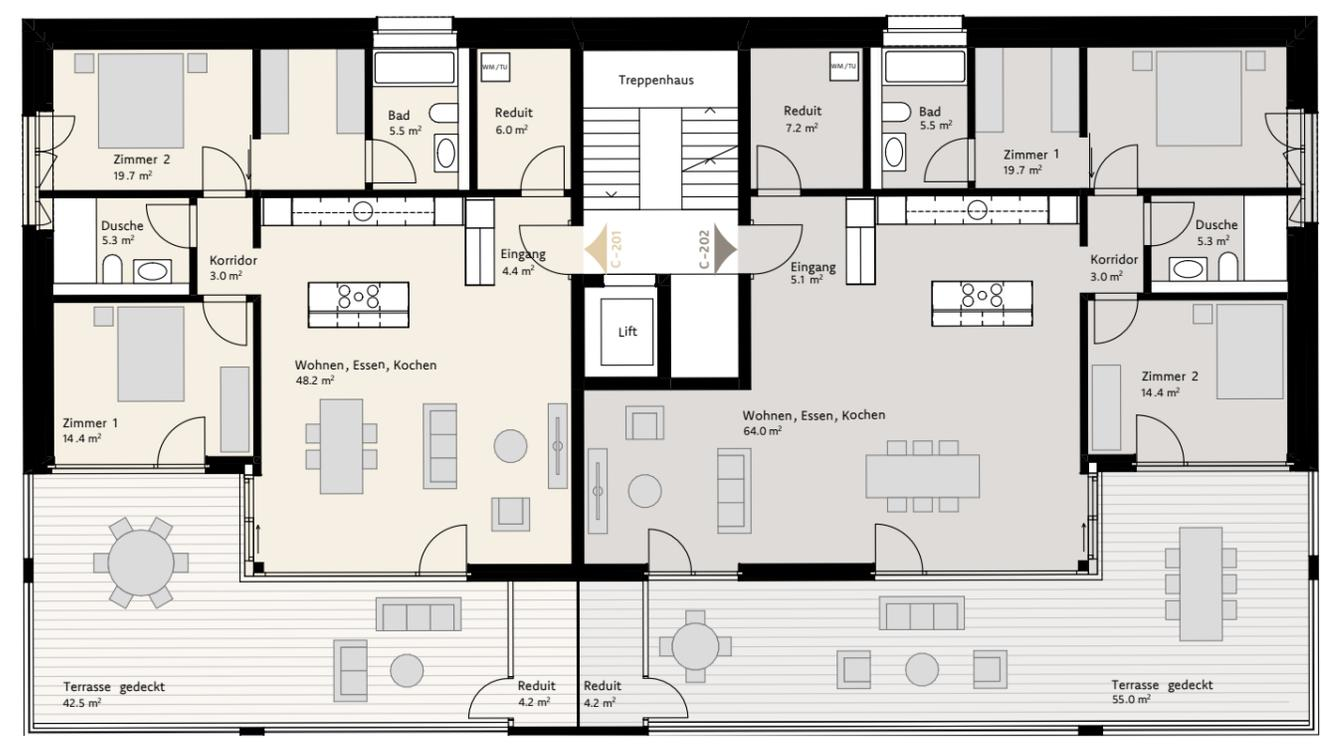 Treppenhaus
WM./TU
Reduit
6.0 m²
Bad
5.5 m²
Zimmer 2
19.7 m²
WM./TU
Reduit
7.2 m²
Bad
5.5 m²
Zimmer 1
19.7 m²
Dusche
5.3 m²
Korridor
3.0 m²
Eingang
4.4 m²
C-201
C-202
Eingang
5.1 m²
Korridor
3.0 m²
Dusche
5.3 m²
Lift
Wohnen, Essen, Kochen
48.2 m²
Zimmer 1
14.4 m²
Wohnen, Essen, Kochen
64.0 m²
Zimmer 2
14.4 m²
Terrasse gedeckt
42.5 m²
Reduit
4.2 m²
Reduit
4.2 m²
Terrasse gedeckt
55.0 m²